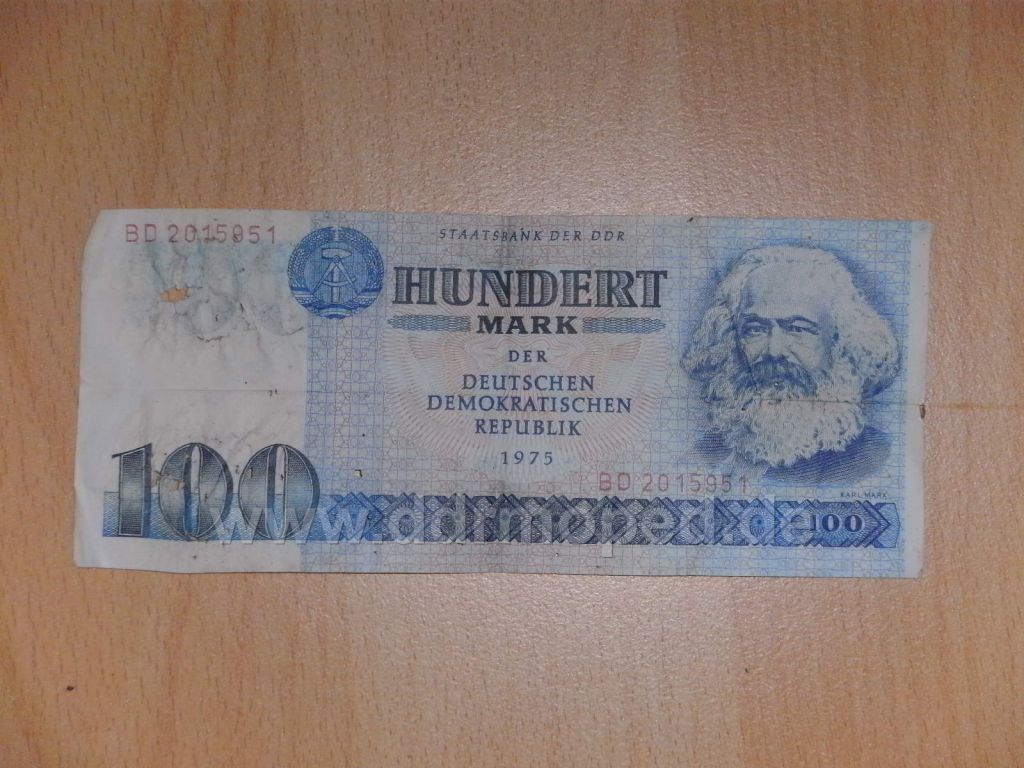 BD 2015951
STAATSBANK DER DDR
HUNDERT
MARK
DER
DEUTSCHEN
DEMOKRATISCHEN
REPUBLIK
1975
BD 2015951
KARL MARX
100
100
www.ddrmoped.de